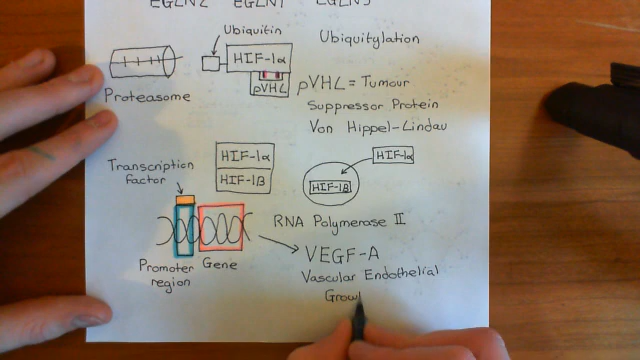 EGLN2 EGLN1 EGLN3
Ubiquitin
Ubiquitylation
HIF-1α
pVHL
Proteasome
pVHL = Tumour
Suppressor Protein
Von Hippel-Lindau
Transcription
factor
HIF-1α
HIF-1β
HIF-1α
HIF-1β
RNA Polymerase II
VEGF-A
Vascular Endothelial
Grow
Promoter
region
Gene